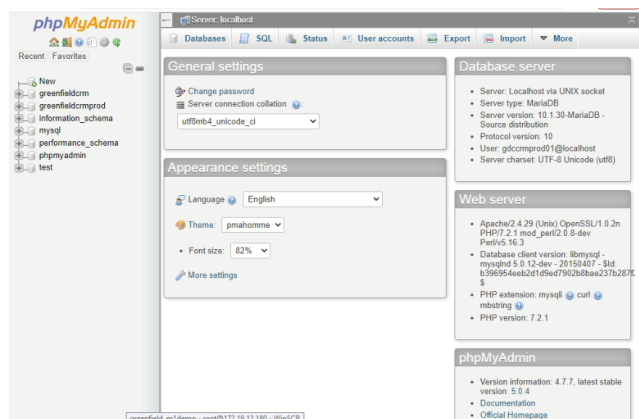 phpMyAdmin
Recent Favorites
New
greenfieldcrm
greenfieldcrmprod
information_schema
mysql
performance_schema
phpmyadmin
test
Server: localhost
Databases SQL Status User accounts Export Import More
General settings
Change password
Server connection collation
utf8mb4_unicode_ci
Appearance settings
Language English
Theme: pmahomme
Font size: 82%
More settings
Database server
Server: Localhost via UNIX socket
Server type: MariaDB
Server version: 10.1.30-MariaDB -
Source distribution
Protocol version: 10
User: gdccrmprod01@localhost
Server charset: UTF-8 Unicode (utf8)
Web server
Apache/2.4.29 (Unix) OpenSSL/1.0.2n
PHP/7.2.1 mod_perl/2.0.8-dev
Perl/v5.16.3
Database client version: libmysql -
mysqlnd 5.0.12-dev - 20150407 - $Id:
$
PHP extension: mysqli curl
mbstring
PHP version: 7.2.1
phpMyAdmin
Version information: 4.7.7, latest stable
version: 5.0.4
Documentation
Official Homepage